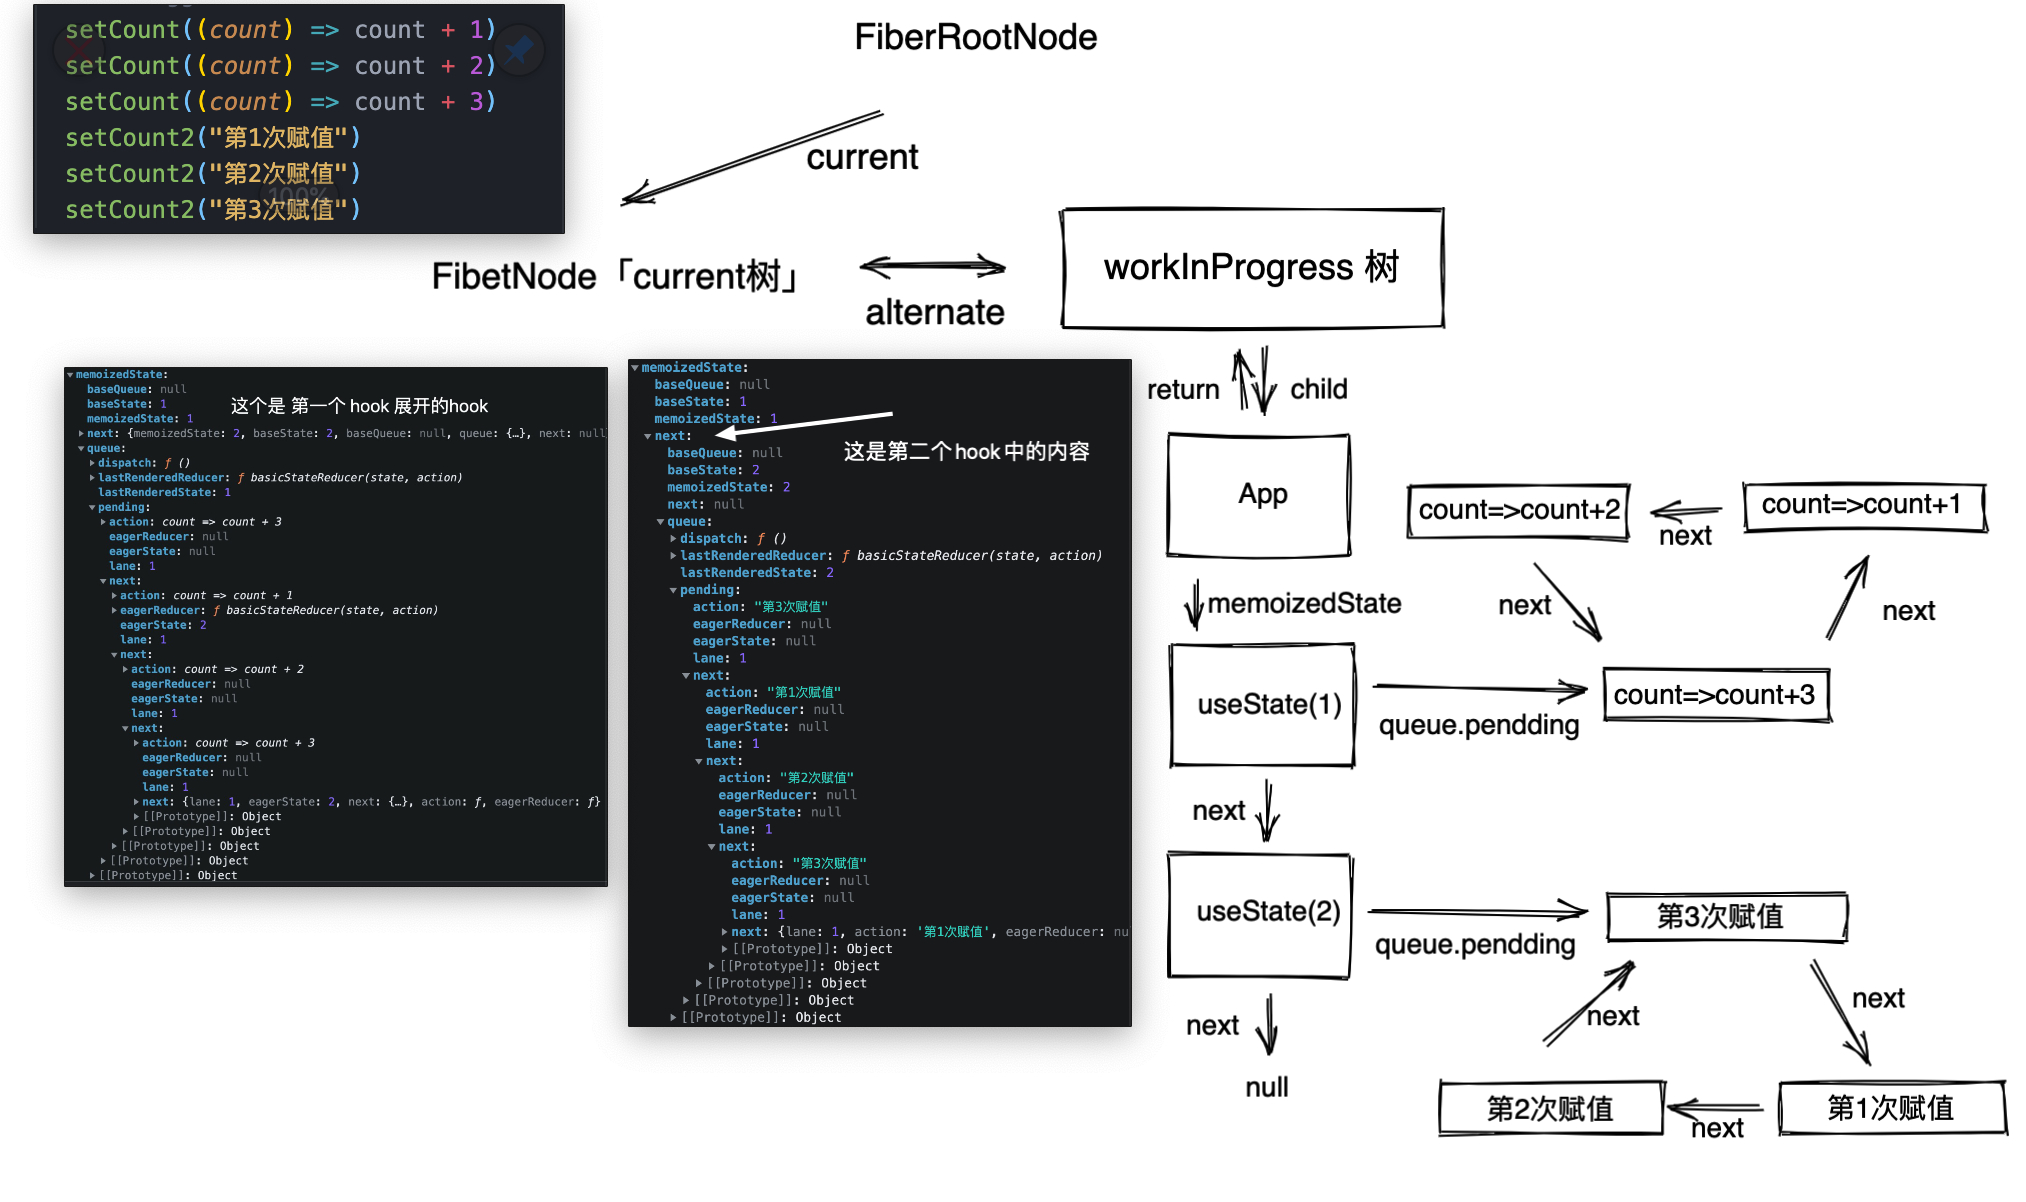 setCount((count) => count + 1)
setCount((count) => count + 2)
setCount((count) => count + 3)
setCount2("第1次赋值")
setCount2("第2次赋值")
100%
setCount2("第3次赋值")
FiberRootNode
current
FibetNode「current树」
alternate
workInProgress 树
return
child
App
memoizedState
useState(1)
queue.pendding
count=>count+3
next
count=>count+1
next
count=>count+2
next
next
useState(2)
queue.pendding
第3次赋值
next
第1次赋值
next
第2次赋值
next
next
null
memoizedState:
baseQueue: null
baseState: 1
这个是 第一个 hook 展开的hook
memoizedState: 1
next: {memoizedState: 2, baseState: 2, baseQueue: null, queue: {…}, next: null
queue:
dispatch: ƒ ()
lastRenderedReducer: ƒ basicStateReducer(state, action)
lastRenderedState: 1
pending:
action: count => count + 3
eagerReducer: null
eagerState: null
lane: 1
next:
action: count => count + 1
eagerReducer: ƒ basicStateReducer(state, action)
eagerState: 2
lane: 1
next:
action: count => count + 2
eagerReducer: null
eagerState: null
lane: 1
next:
action: count => count + 3
eagerReducer: null
eagerState: null
lane: 1
next: {lane: 1, eagerState: 2, next: {…}, action: ƒ, eagerReducer: ƒ}
[[Prototype]]: Object
[[Prototype]]: Object
[[Prototype]]: Object
[[Prototype]]: Object
[[Prototype]]: Object
memoizedState:
baseQueue: null
baseState: 1
memoizedState: 1
next:
这是第二个hook中的内容
baseQueue: null
baseState: 2
memoizedState: 2
next: null
queue:
dispatch: ƒ ()
lastRenderedReducer: ƒ basicStateReducer(state, action)
lastRenderedState: 2
pending:
action: "第3次赋值"
eagerReducer: null
eagerState: null
lane: 1
next:
action: "第1次赋值"
eagerReducer: null
eagerState: null
lane: 1
next:
action: "第2次赋值"
eagerReducer: null
eagerState: null
lane: 1
next:
action: "第3次赋值"
eagerReducer: null
eagerState: null
lane: 1
next: {lane: 1, action: '第1次赋值', eagerReducer: nu
[[Prototype]]: Object
[[Prototype]]: Object
[[Prototype]]: Object
[[Prototype]]: Object
[[Prototype]]: Object